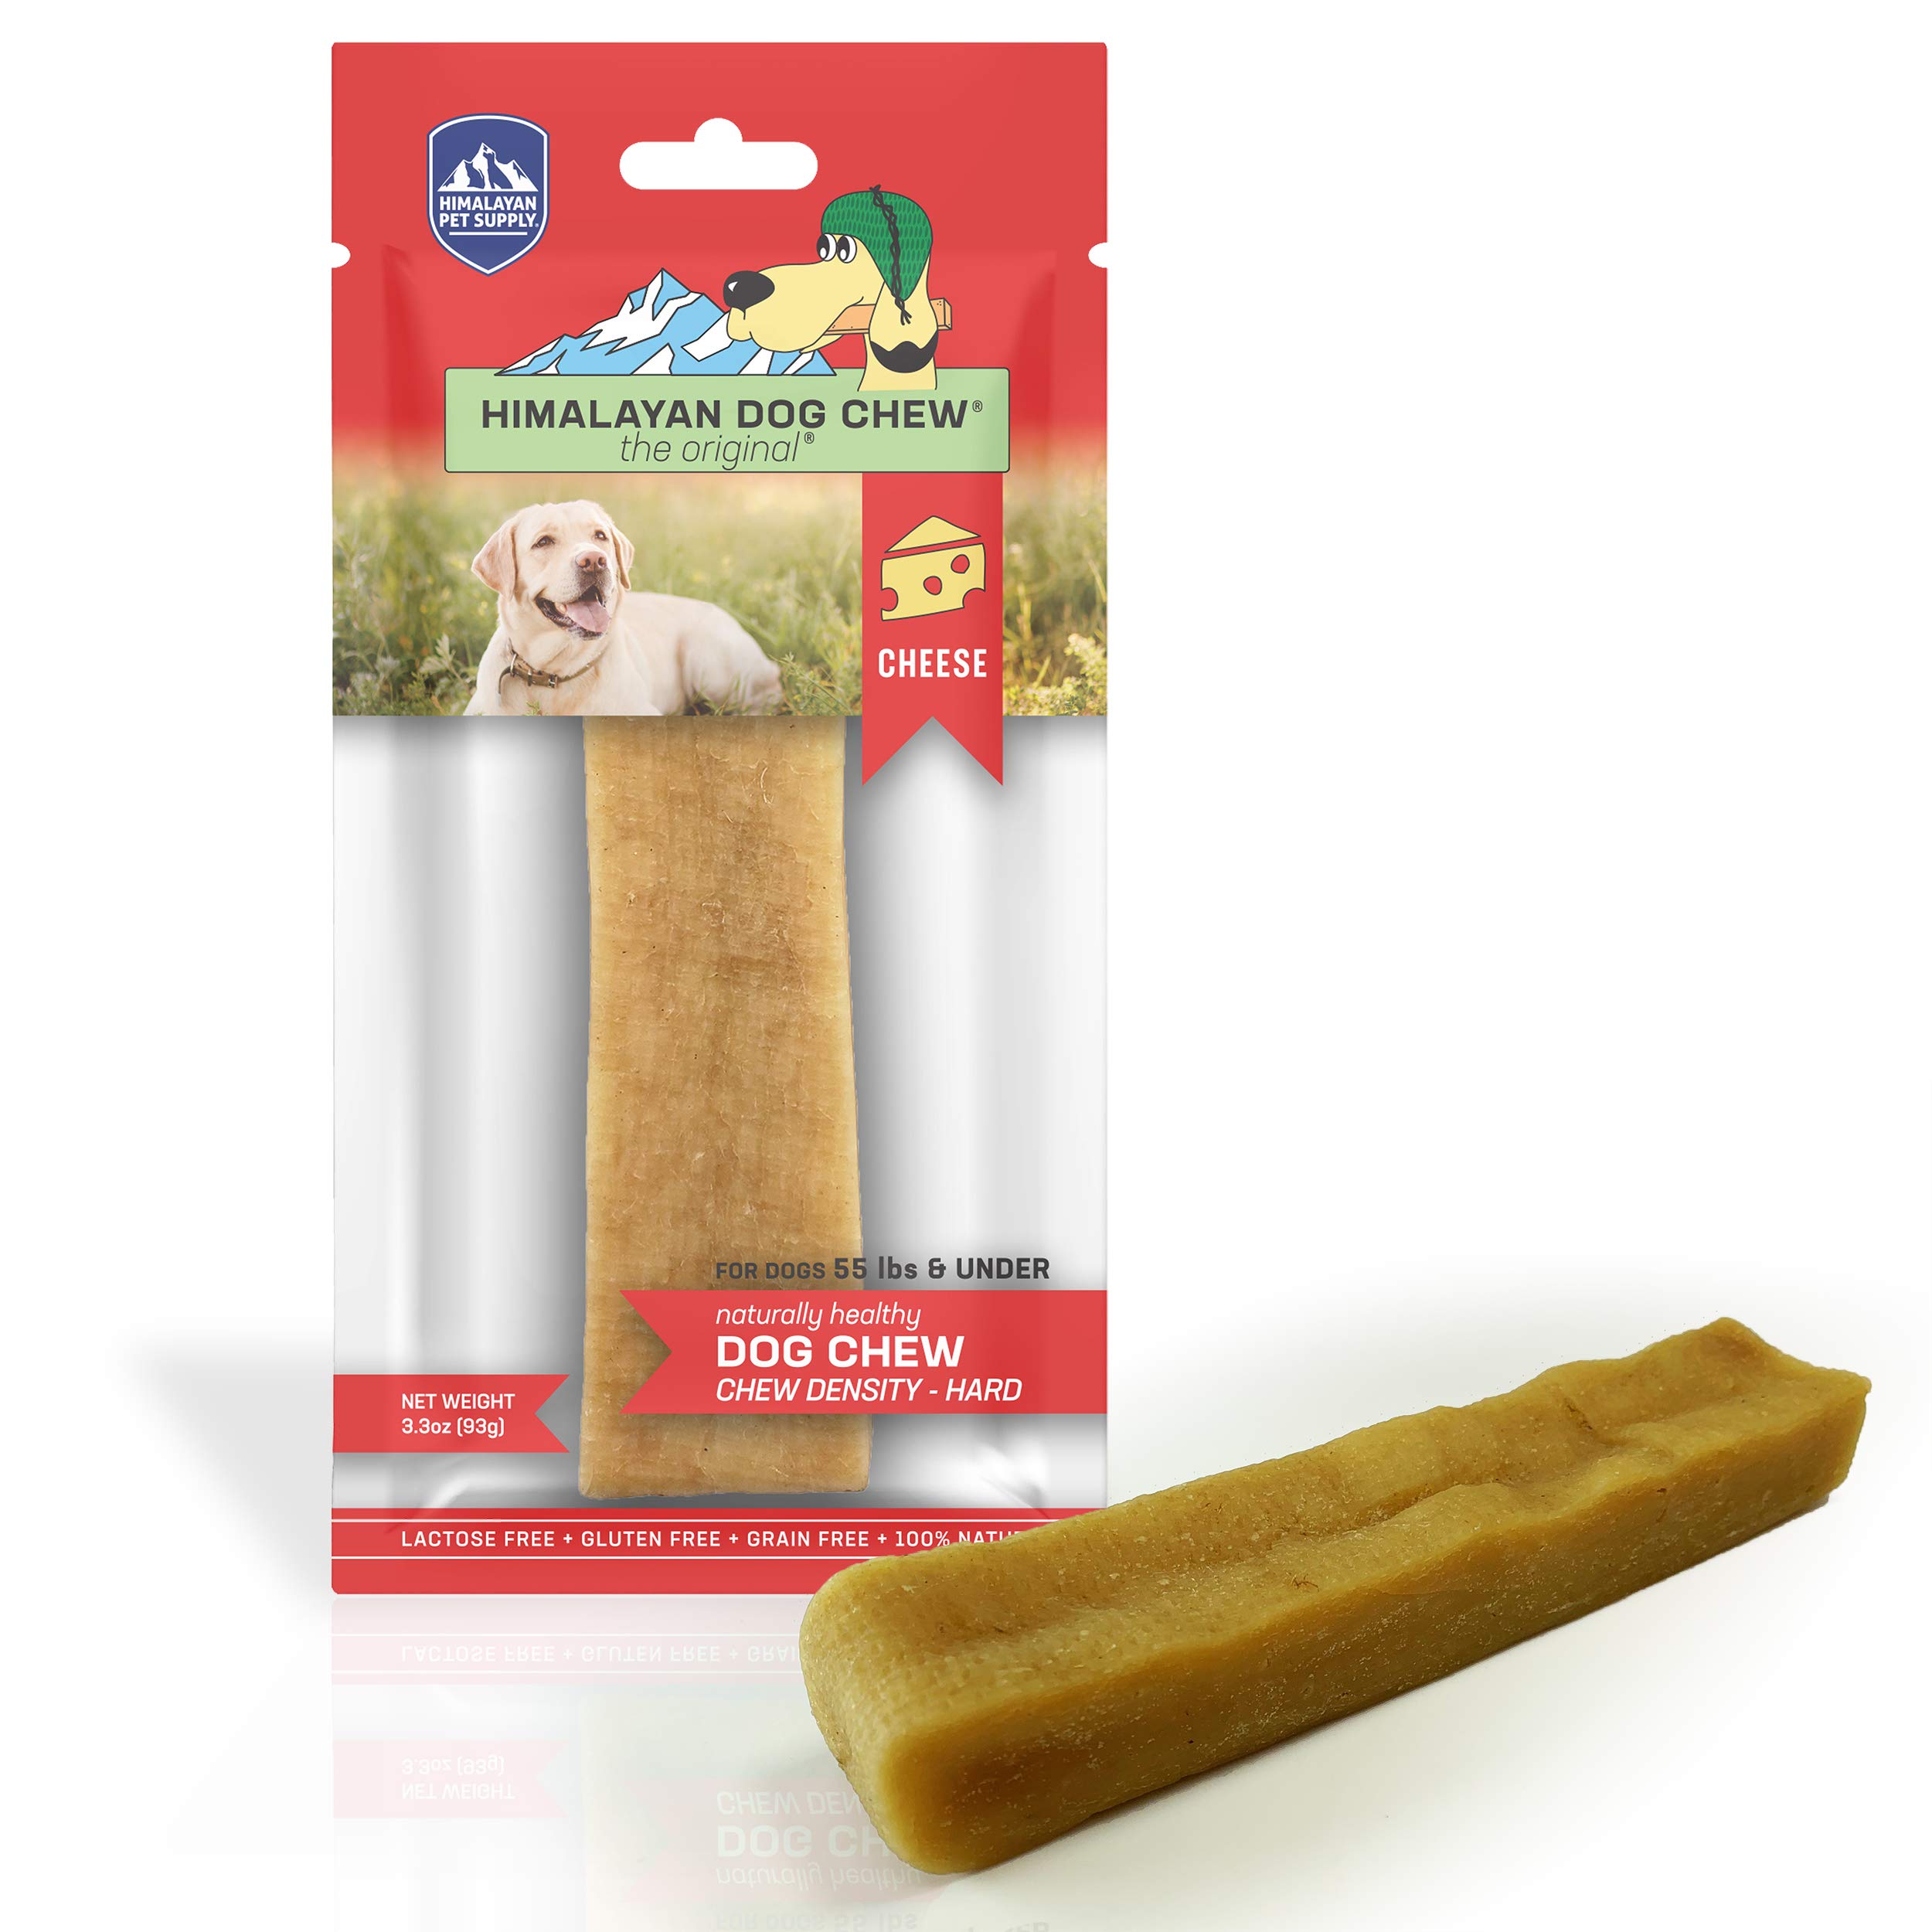 HIMALAYAN
PET SUPPLY®
HIMALAYAN DOG CHEW®
the original®
CHEESE
FOR DOGS 55 lbs & UNDER
naturally healthy
DOG CHEW
CHEW DENSITY - HARD
NET WEIGHT
3.3oz (93g)
LACTOSE FREE + GLUTEN FREE + GRAIN FREE + 100%